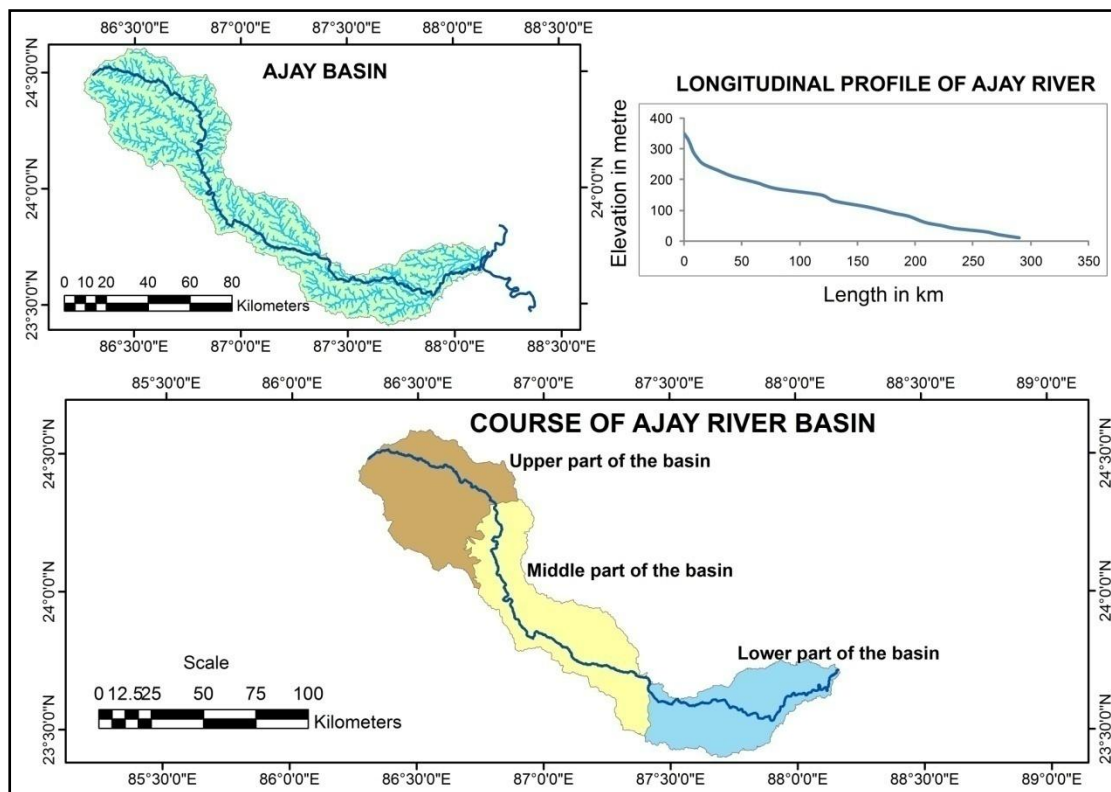 86°30'0"E 87°0'0"E 87°30'0"E 88°0'0"E
AJAY BASIN
24°30'0"N
24°0'0"N
24°0'0"N
23°30'0"N
0 10 20 40 60 80
Kilometers
86°30'0"E 87°0'0"E 87°30'0"E 88°0'0"E 88°30'0"E
LONGITUDINAL PROFILE OF AJAY RIVER
Elevation in metre
400
300
200
100
0
0 50 100 150 200 250 300 350
Length in km
85°30'0"E 86°0'0"E 86°30'0"E 87°0'0"E 87°30'0"E 88°0'0"E 88°30'0"E 89°0'0"E
COURSE OF AJAY RIVER BASIN
24°30'0"N
24°30'0"N
Upper part of the basin
Middle part of the basin
24°0'0"N
24°0'0"N
Lower part of the basin
Scale
0 12.5 25 50 75 100
Kilometers
23°30'0"N
23°30'0"N
85°30'0"E 86°0'0"E 86°30'0"E 87°0'0"E 87°30'0"E 88°0'0"E 88°30'0"E 89°0'0"E